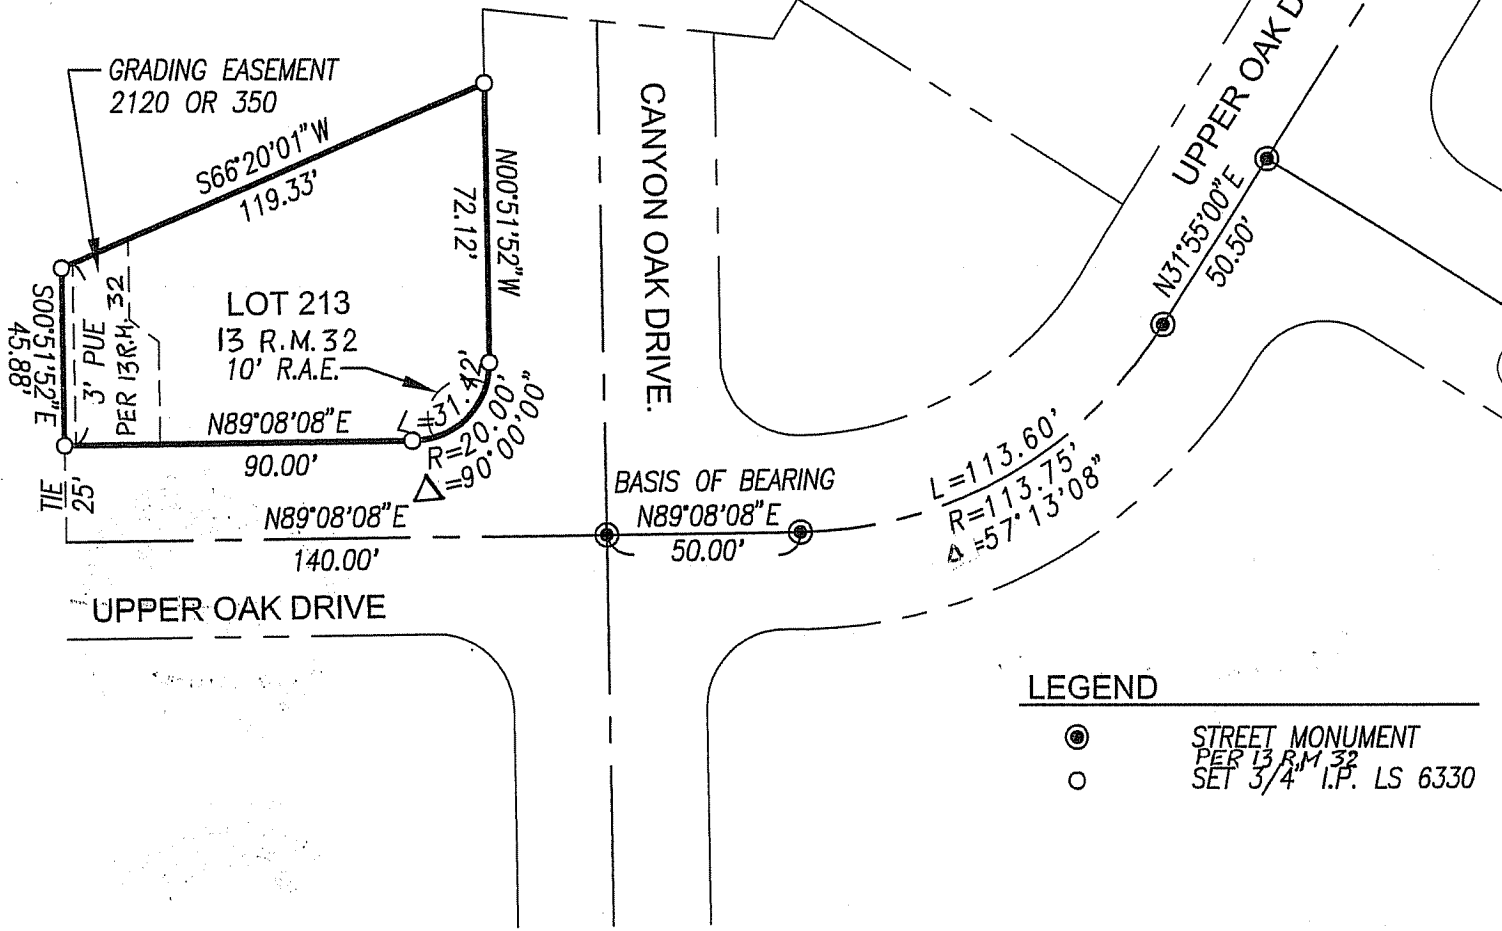 GRADING EASEMENT
2120 OR 350
S66°20'01"W
119.33'
N00°51'52"W
72.12'
CANYON OAK DRIVE.
UPPER OAK D
N31°55'00"E
50.50'
S00°51'52"E
45.88'
3' PUE
PER 13 R.M. 32
LOT 213
13 R.M. 32
10' R.A.E.
L=31.42'
R=20.00'
Δ=90°00'00"
N89°08'08"E
90.00'
TIE
25'
N89°08'08"E
140.00'
BASIS OF BEARING
N89°08'08"E
50.00'
L=113.60'
R=113.75'
Δ=57°13'08"
UPPER OAK DRIVE
LEGEND
STREET MONUMENT
PER 13 R.M 32
SET 3/4" I.P. LS 6330